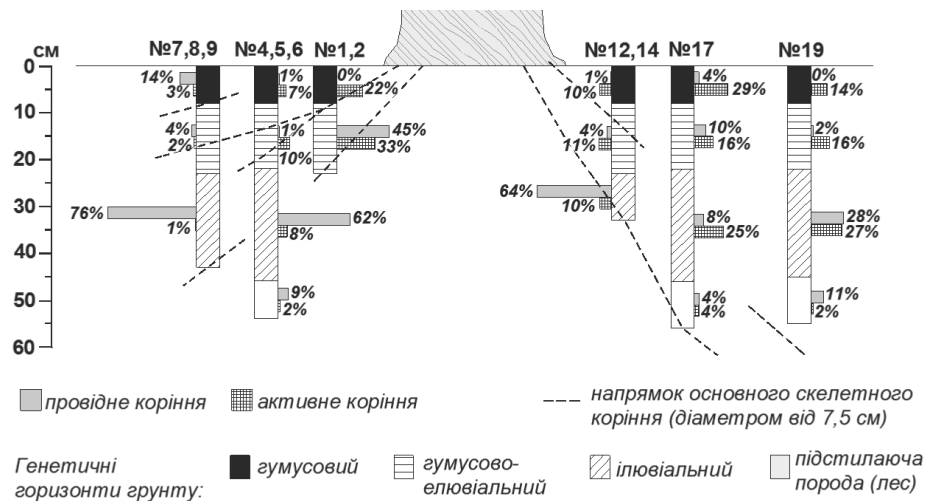 см
№7,8,9 №4,5,6 №1,2 №12,14 №17 №19
0
10
20
30
40
50
60
14% 1% 0% 1% 4% 0%
3% 7% 22% 10% 29% 14%
4% 1% 45% 4% 10% 2%
2% 10% 33% 11% 16% 16%
76% 62% 64% 8% 28%
1% 8% 10% 25% 27%
9% 4% 11%
2% 4% 2%
провідне коріння
активне коріння
напрямок основного скелетного
коріння (діаметром від 7,5 см)
Генетичні
горизонти грунту:
гумусовий
гумусово-
елювіальний
ілювіальний
підстилаюча
порода (лес)